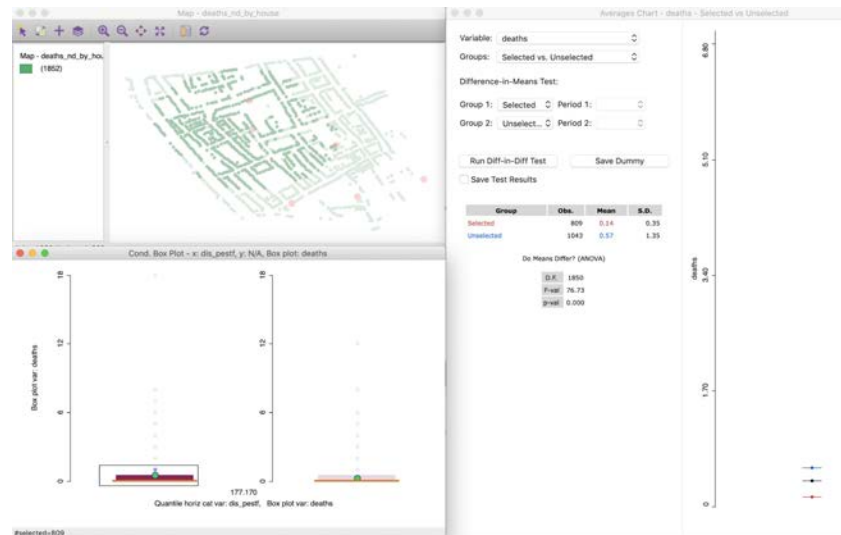 Map - deaths_nd_by_house
Map - deaths_nd_by_hou
(1852)
Averages Chart - deaths - Selected vs Unselected
Variable: deaths
Groups: Selected vs. Unselected
Difference-in-Means Test:
Group 1: Selected Period 1:
Group 2: Unselect... Period 2:
Run Diff-in-Diff Test Save Dummy
Save Test Results
Group Obs. Mean S.D.
Selected 809 0.14 0.35
Unselected 1043 0.57 1.35
Do Means Differ? (ANOVA)
D.F. 1850
F-val 76.73
p-val 0.000
deaths
6.80
5.10
3.40
1.70
0
Cond. Box Plot - x: dis_pestf, y: N/A, Box plot: deaths
Box plot var: deaths
18 18
12 12
6 6
0 0
177.170
Quantile horiz cat var: dis_pestf, Box plot var: deaths
#selected=809